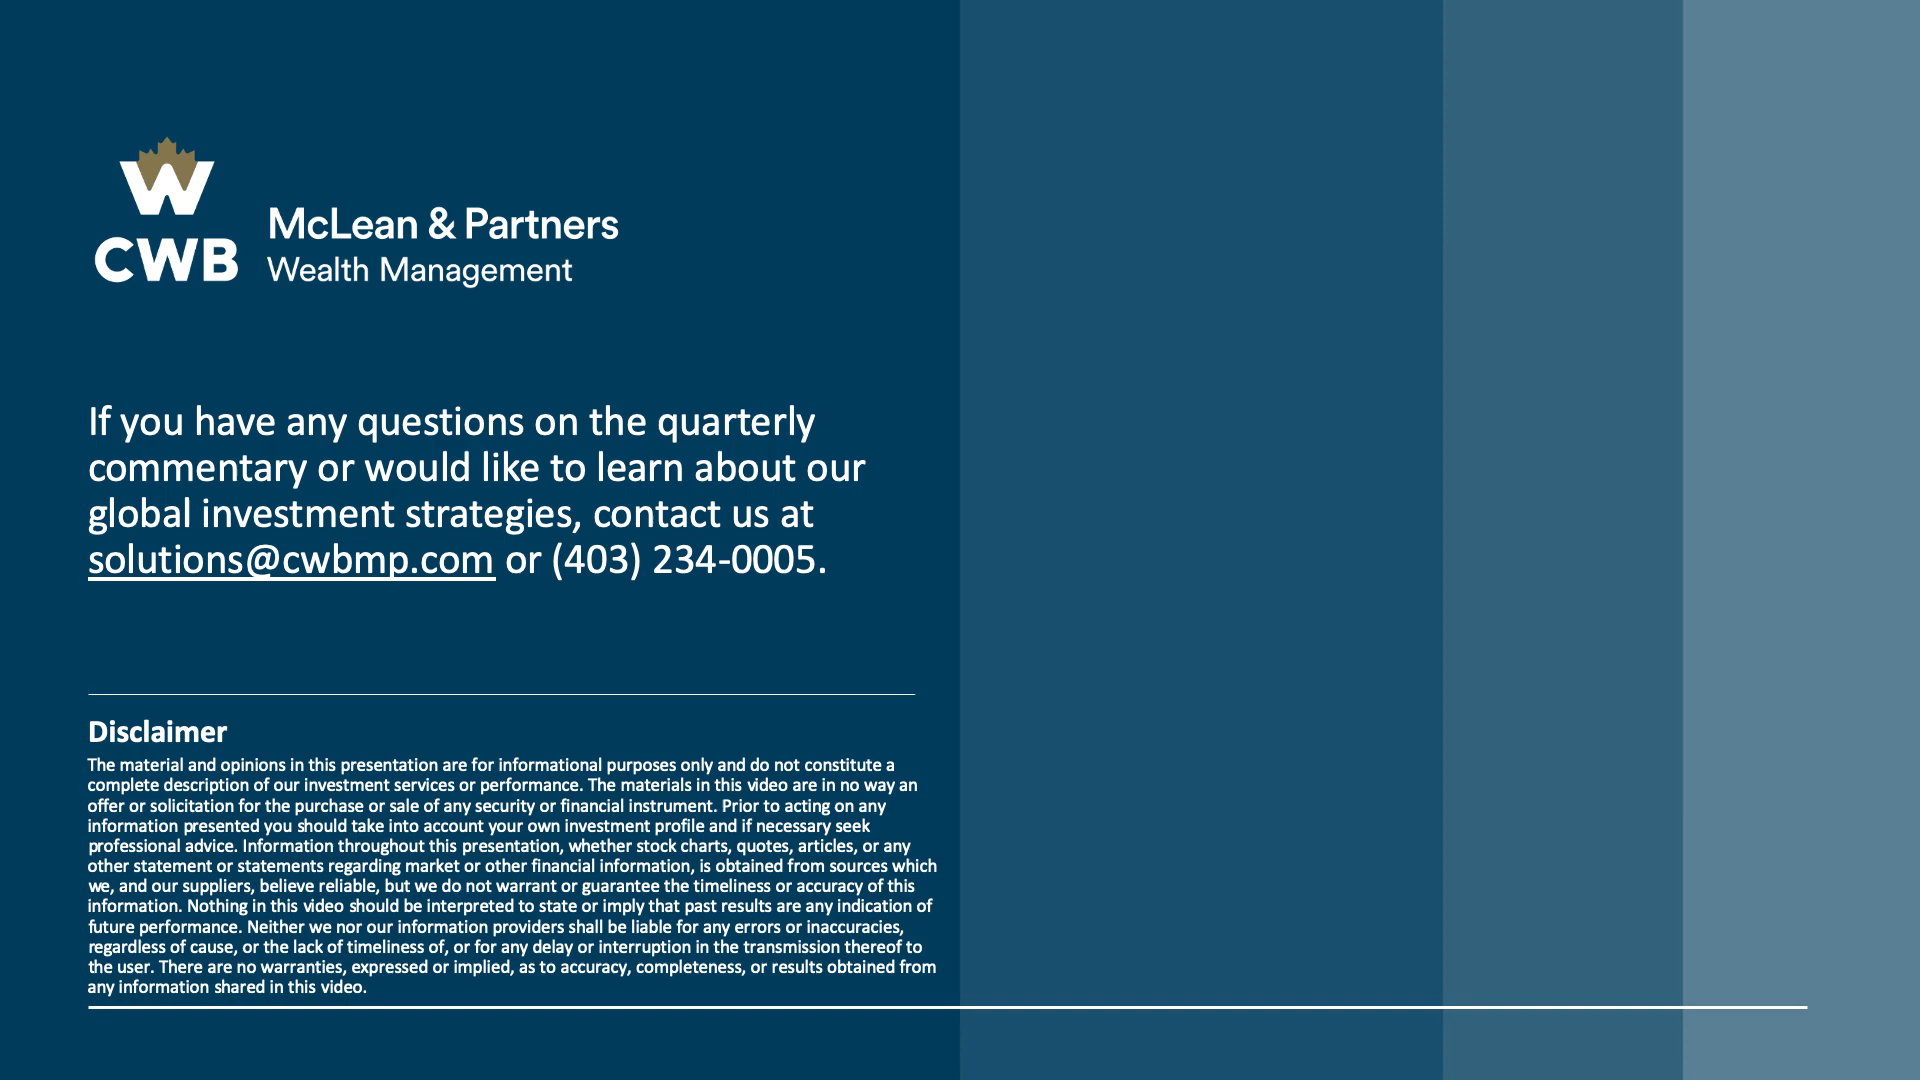 W
CWB
McLean & Partners
Wealth Management
If you have any questions on the quarterly
commentary or would like to learn about our
global investment strategies, contact us at
solutions@cwbmp.com or (403) 234-0005.
Disclaimer
The material and opinions in this presentation are for informational purposes only and do not constitute a
complete description of our investment services or performance. The materials in this video are in no way an
offer or solicitation for the purchase or sale of any security or financial instrument. Prior to acting on any
information presented you should take into account your own investment profile and if necessary seek
professional advice. Information throughout this presentation, whether stock charts, quotes, articles, or any
other statement or statements regarding market or other financial information, is obtained from sources which
we, and our suppliers, believe reliable, but we do not warrant or guarantee the timeliness or accuracy of this
information. Nothing in this video should be interpreted to state or imply that past results are any indication of
future performance. Neither we nor our information providers shall be liable for any errors or inaccuracies,
regardless of cause, or the lack of timeliness of, or for any delay or interruption in the transmission thereof to
the user. There are no warranties, expressed or implied, as to accuracy, completeness, or results obtained from
any information shared in this video.